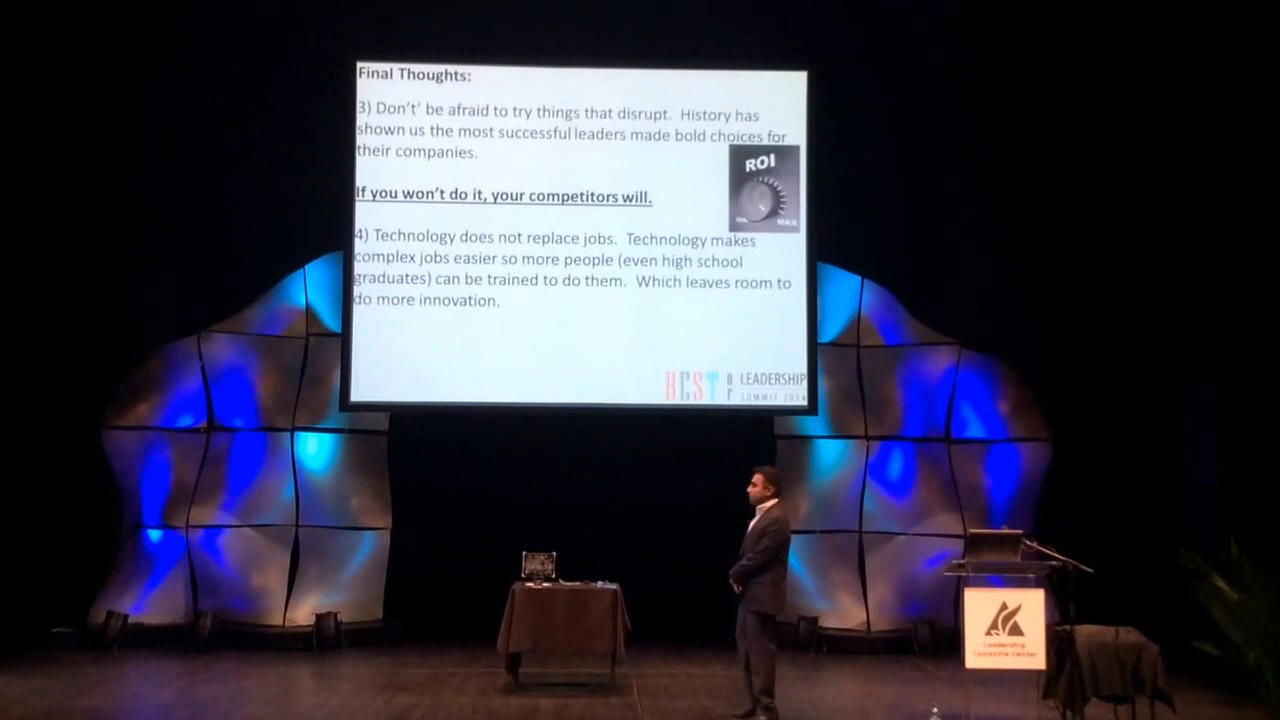 Final Thoughts:
3) Don't' be afraid to try things that disrupt. History has
shown us the most successful leaders made bold choices for
their companies.
ROI
MAX
If you won't do it, your competitors will.
4) Technology does not replace jobs. Technology makes
complex jobs easier so more people (even high school
graduates) can be trained to do them. Which leaves room to
do more innovation.
BEST OF LEADERSHIP
SUMMIT 2014
Leadership
Louisville Center